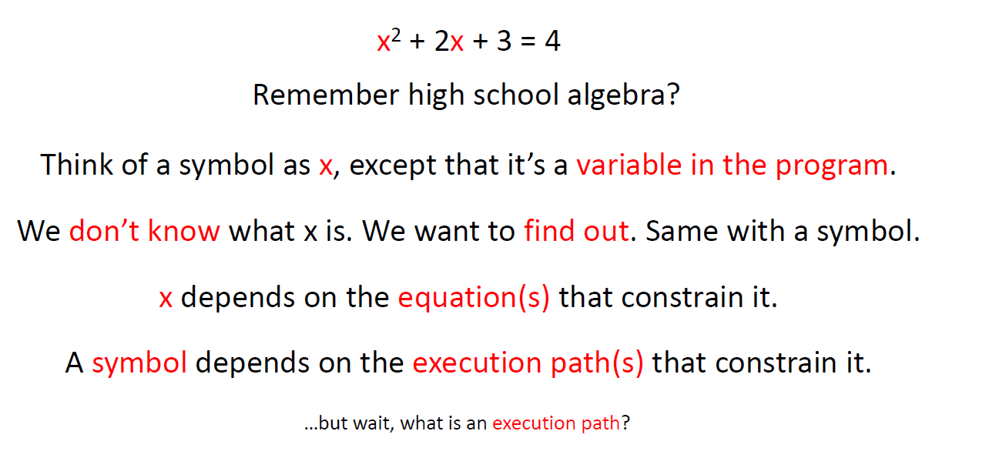 x² + 2x + 3 = 4
Remember high school algebra?
Think of a symbol as x, except that it’s a variable in the program.
We don’t know what x is. We want to find out. Same with a symbol.
x depends on the equation(s) that constrain it.
A symbol depends on the execution path(s) that constrain it.
…but wait, what is an execution path?